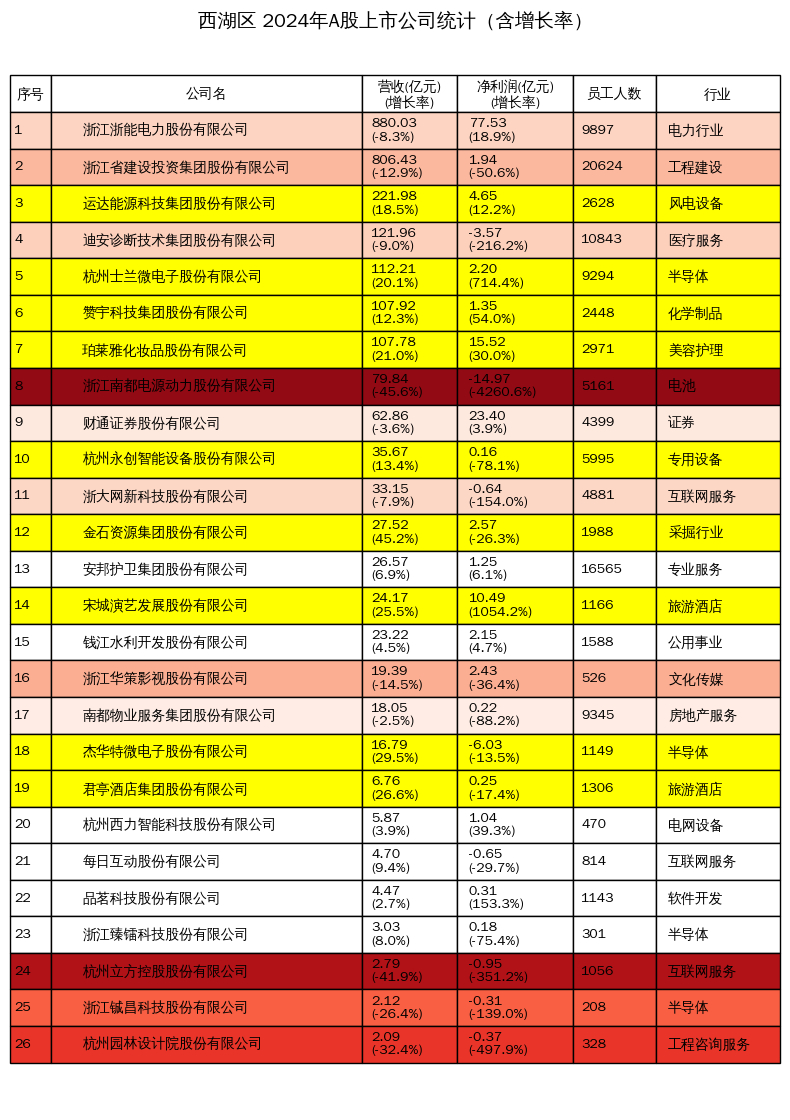 西湖区 2024年A股上市公司统计（含增长率）
序号 公司名 营收(亿元) (增长率) 净利润(亿元) (增长率) 员工人数 行业
1 浙江浙能电力股份有限公司 880.03 (-8.3%) 77.53 (18.9%) 9897 电力行业
2 浙江省建设投资集团股份有限公司 806.43 (-12.9%) 1.94 (-50.6%) 20624 工程建设
3 运达能源科技集团股份有限公司 221.98 (18.5%) 4.65 (12.2%) 2628 风电设备
4 迪安诊断技术集团股份有限公司 121.96 (-9.0%) -3.57 (-216.2%) 10843 医疗服务
5 杭州士兰微电子股份有限公司 112.21 (20.1%) 2.20 (714.4%) 9294 半导体
6 赞宇科技集团股份有限公司 107.92 (12.3%) 1.35 (54.0%) 2448 化学制品
7 珀莱雅化妆品股份有限公司 107.78 (21.0%) 15.52 (30.0%) 2971 美容护理
8 浙江南都电源动力股份有限公司 79.84 (-45.6%) -14.97 (-4260.6%) 5161 电池
9 财通证券股份有限公司 62.86 (-3.6%) 23.40 (3.9%) 4399 证券
10 杭州永创智能设备股份有限公司 35.67 (13.4%) 0.16 (-78.1%) 5995 专用设备
11 浙大网新科技股份有限公司 33.15 (-7.9%) -0.64 (-154.0%) 4881 互联网服务
12 金石资源集团股份有限公司 27.52 (45.2%) 2.57 (-26.3%) 1988 采掘行业
13 安邦护卫集团股份有限公司 26.57 (6.9%) 1.25 (6.1%) 16565 专业服务
14 宋城演艺发展股份有限公司 24.17 (25.5%) 10.49 (1054.2%) 1166 旅游酒店
15 钱江水利开发股份有限公司 23.22 (4.5%) 2.15 (4.7%) 1588 公用事业
16 浙江华策影视股份有限公司 19.39 (-14.5%) 2.43 (-36.4%) 526 文化传媒
17 南都物业服务集团股份有限公司 18.05 (-2.5%) 0.22 (-88.2%) 9345 房地产服务
18 杰华特微电子股份有限公司 16.79 (29.5%) -6.03 (-13.5%) 1149 半导体
19 君亭酒店集团股份有限公司 6.76 (26.6%) 0.25 (-17.4%) 1306 旅游酒店
20 杭州西力智能科技股份有限公司 5.87 (3.9%) 1.04 (39.3%) 470 电网设备
21 每日互动股份有限公司 4.70 (9.4%) -0.65 (-29.7%) 814 互联网服务
22 品茗科技股份有限公司 4.47 (2.7%) 0.31 (153.3%) 1143 软件开发
23 浙江臻镭科技股份有限公司 3.03 (8.0%) 0.18 (-75.4%) 301 半导体
24 杭州立方控股股份有限公司 2.79 (-41.9%) -0.95 (-351.2%) 1056 互联网服务
25 浙江铖昌科技股份有限公司 2.12 (-26.4%) -0.31 (-139.0%) 208 半导体
26 杭州园林设计院股份有限公司 2.09 (-32.4%) -0.37 (-497.9%) 328 工程咨询服务